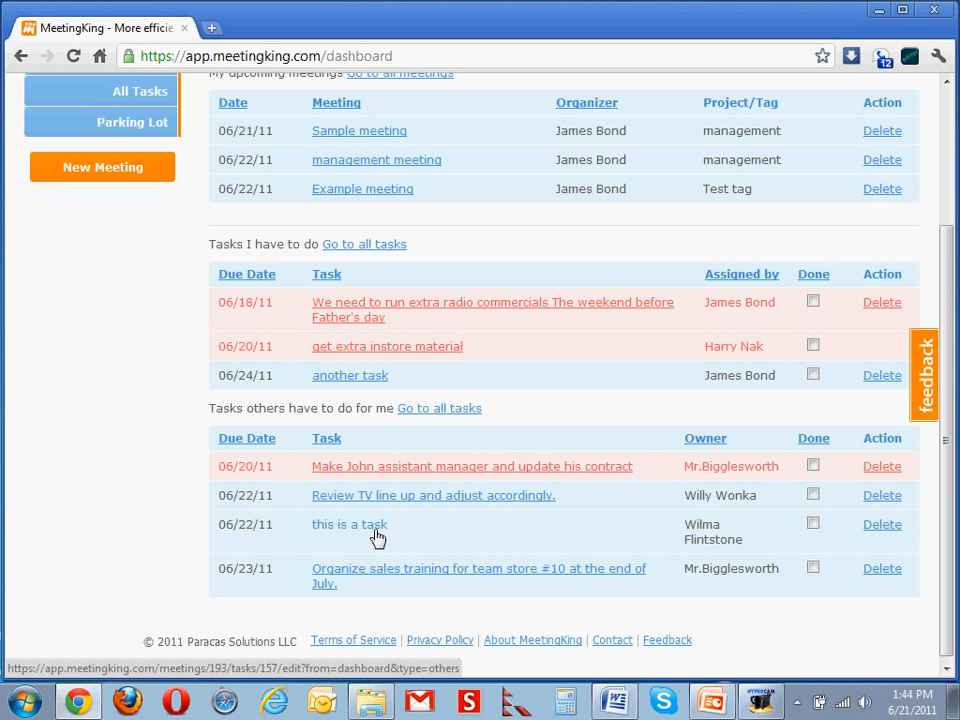 MeetingKing - More efficie
https://app.meetingking.com/dashboard
12
My upcoming meetings Go to all meetings
All Tasks
Parking Lot
New Meeting
Date Meeting Organizer Project/Tag Action
06/21/11 Sample meeting James Bond management Delete
06/22/11 management meeting James Bond management Delete
06/22/11 Example meeting James Bond Test tag Delete
Tasks I have to do Go to all tasks
Due Date Task Assigned by Done Action
06/18/11 We need to run extra radio commercials The weekend before James Bond Delete
Father's day
06/20/11 get extra instore material Harry Nak
06/24/11 another task James Bond Delete
feedback
Tasks others have to do for me Go to all tasks
Due Date Task Owner Done Action
06/20/11 Make John assistant manager and update his contract Mr.Bigglesworth Delete
06/22/11 Review TV line up and adjust accordingly. Willy Wonka Delete
06/22/11 this is a task Wilma Delete
Flintstone
06/23/11 Organize sales training for team store #10 at the end of Mr.Bigglesworth Delete
July.
© 2011 Paracas Solutions LLC Terms of Service | Privacy Policy | About MeetingKing | Contact | Feedback
https://app.meetingking.com/meetings/193/tasks/157/edit?from=dashboard&type=others
1:44 PM
6/21/2011